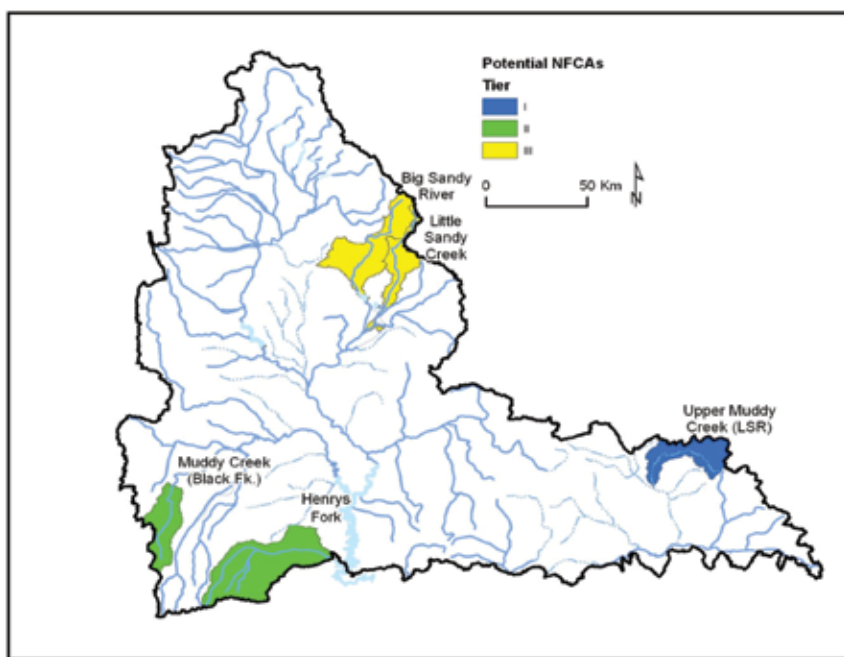 Potential NFCAs
Tier
I
II
III
0 50 Km
N
Big Sandy
River
Little
Sandy
Creek
Upper Muddy
Creek (LSR)
Muddy Creek
(Black Fk.)
Henrys
Fork